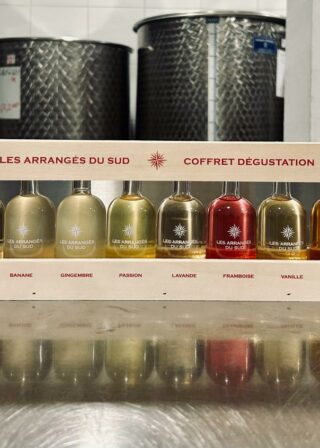 LES ARRANGÉS DU SUD COFFRET DÉGUSTATION
LES ARRANGÉS
DU SUD
LES ARRANGÉS
DU SUD
LES ARRANGÉS
DU SUD
LES ARRANGÉS
DU SUD
LES ARRANGÉS
DU SUD
LES ARRANGÉS
DU SUD
BANANE GINGEMBRE PASSION LAVANDE FRAMBOISE VANILLE